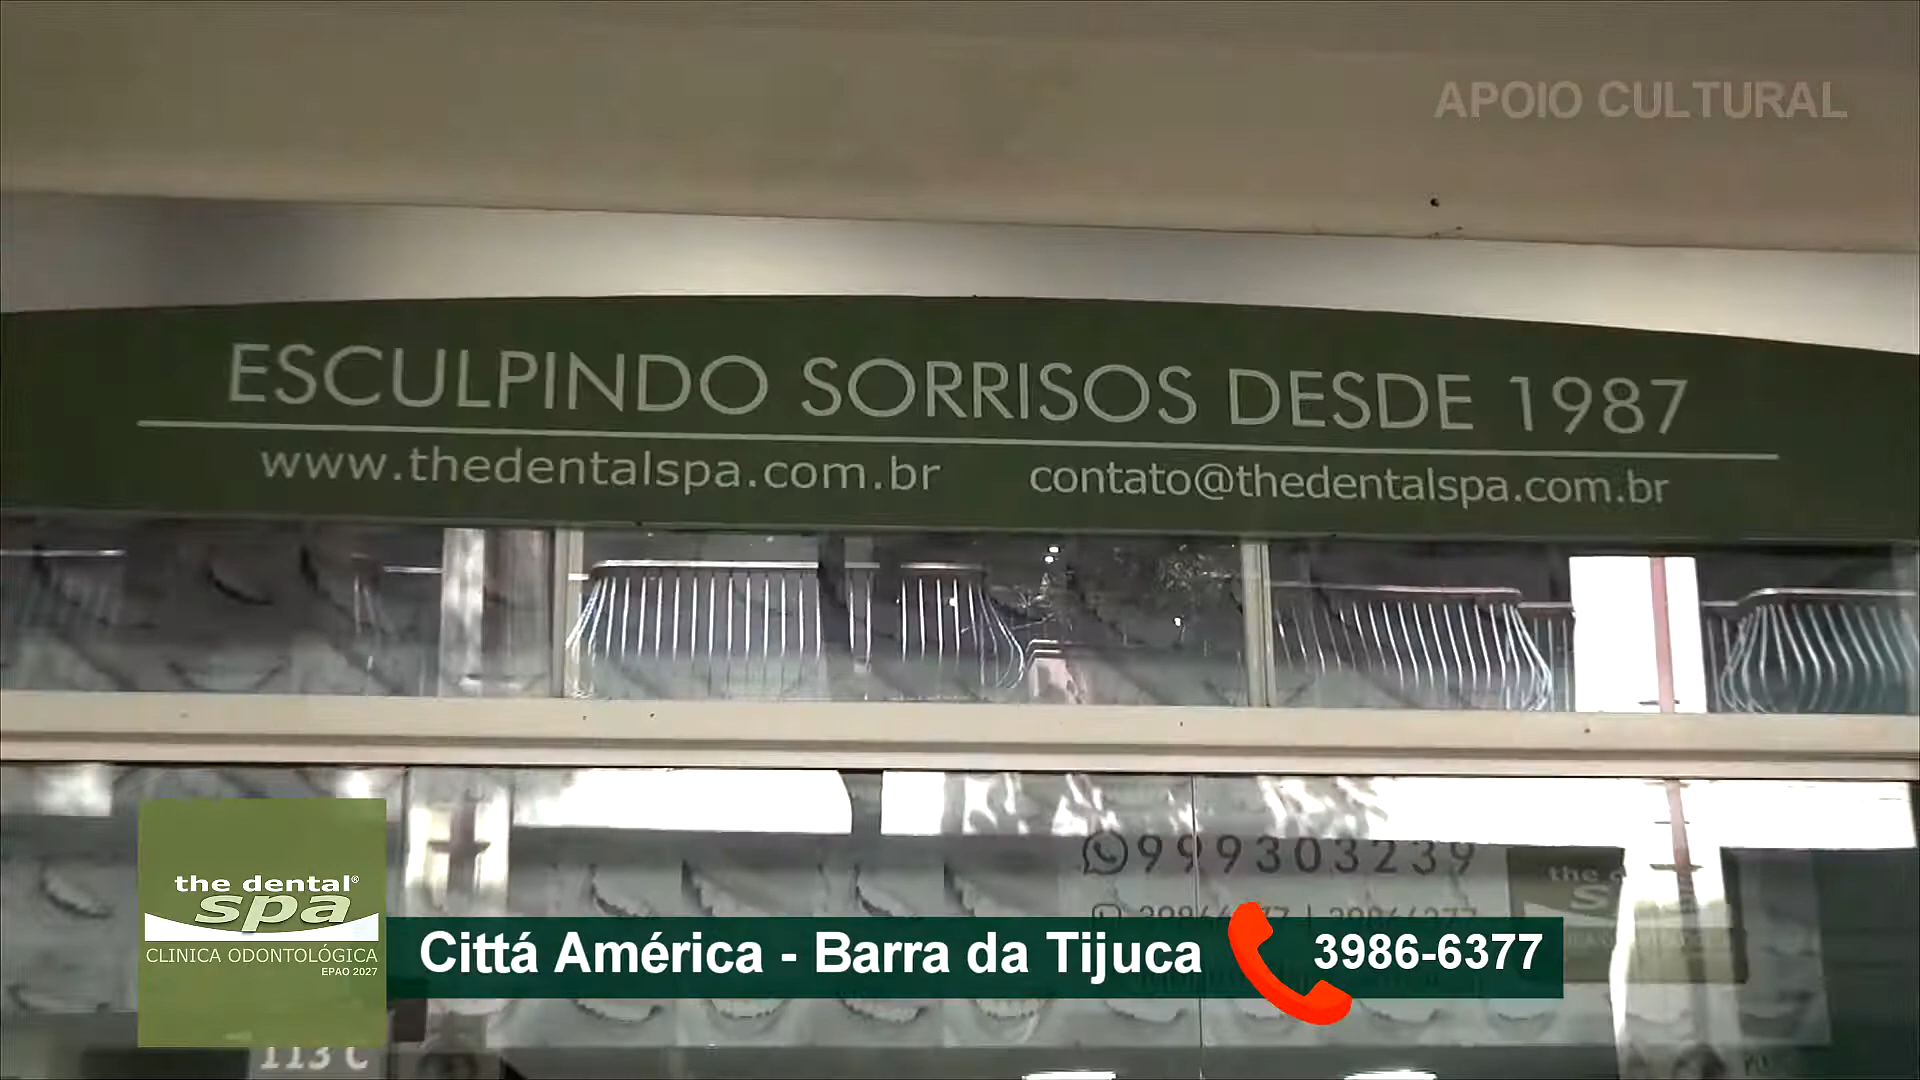 APOIO CULTURAL
ESCULPINDO SORRISOS DESDE 1987
www.thedentalspa.com.br contato@thedentalspa.com.br
999303239
the dental®
spa
CLINICA ODONTOLÓGICA
EPAO 2027
Cittá América - Barra da Tijuca 3986-6377
113 C